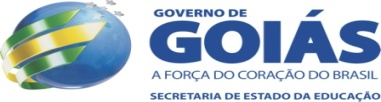 GOVERNO DE
GOIÁS
A FORÇA DO CORAÇÃO DO BRASIL
SECRETARIA DE ESTADO DA EDUCAÇÃO